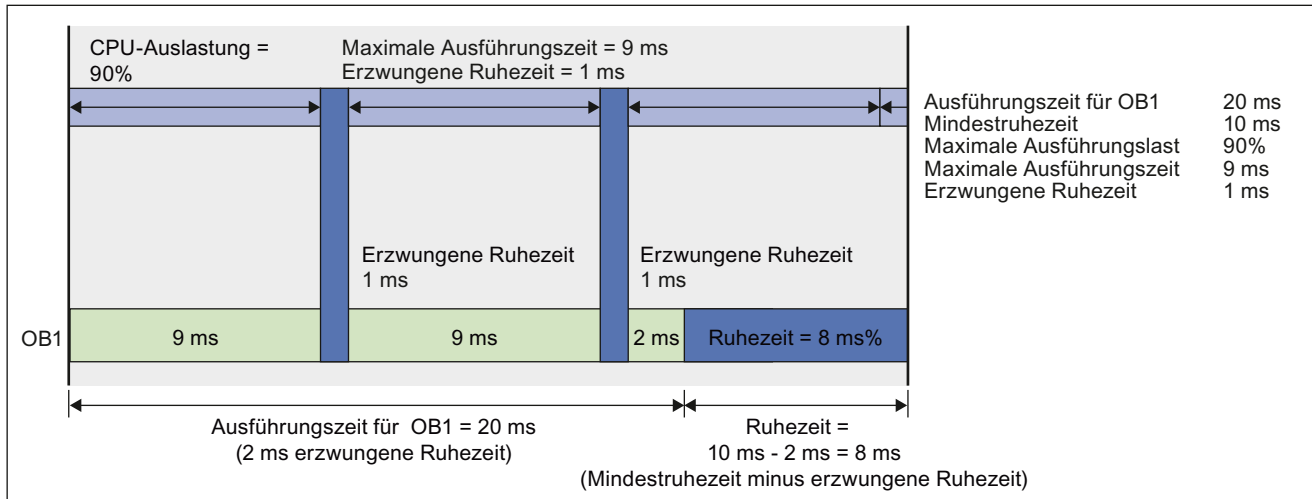 CPU-Auslastung =
90%
Maximale Ausführungszeit = 9 ms
Erzwungene Ruhezeit = 1 ms
Ausführungszeit für OB1 20 ms
Mindestruhezeit 10 ms
Maximale Ausführungslast 90%
Maximale Ausführungszeit 9 ms
Erzwungene Ruhezeit 1 ms
Erzwungene Ruhezeit
1 ms
Erzwungene Ruhezeit
1 ms
OB1
9 ms
9 ms
2 ms
Ruhezeit = 8 ms%
Ausführungszeit für OB1 = 20 ms
(2 ms erzwungene Ruhezeit)
Ruhezeit =
10 ms - 2 ms = 8 ms
(Mindestruhezeit minus erzwungene Ruhezeit)